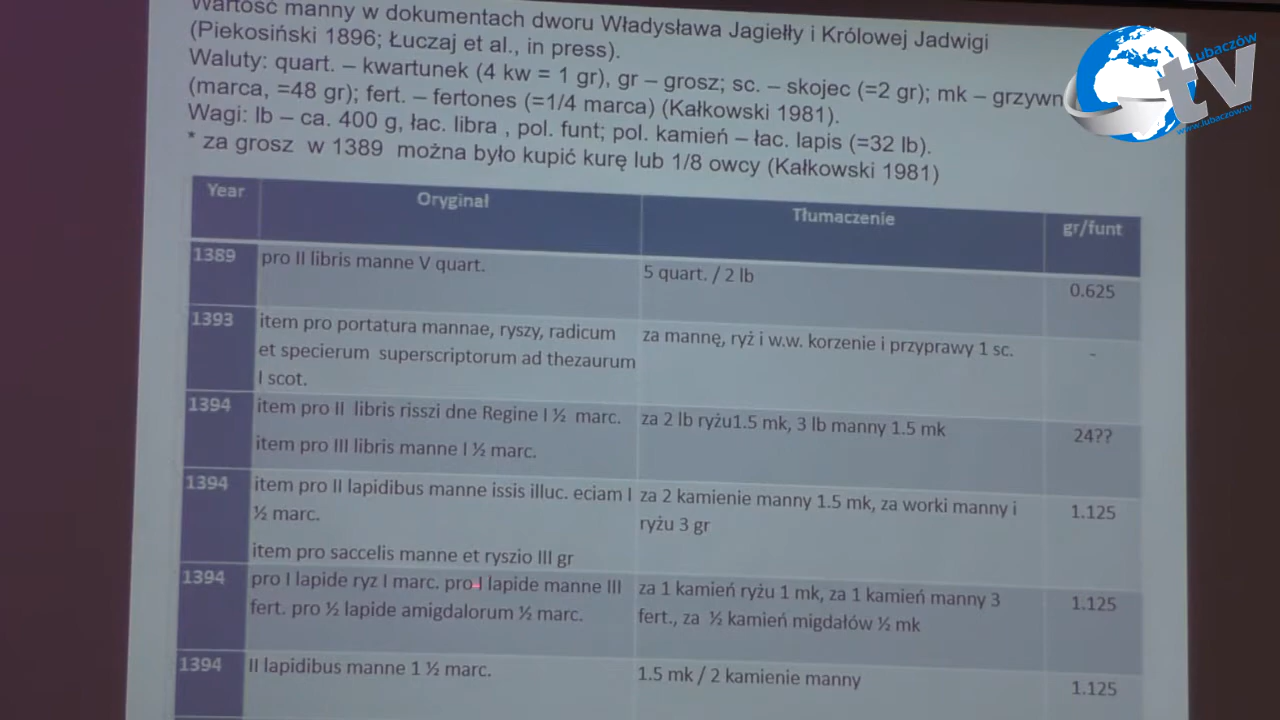 Wartość manny w dokumentach dworu Władysława Jagiełły i Królowej Jadwigi
(Piekosiński 1896; Łuczaj et al., in press).
Waluty: quart. – kwartunek (4 kw = 1 gr), gr – grosz; sc. – skojec (=2 gr); mk – grzywn
(marca, =48 gr); fert. – fertones (=1/4 marca) (Kałkowski 1981).
Wagi: lb – ca. 400 g, łac. libra , pol. funt; pol. kamień – łac. lapis (=32 lb).
* za grosz w 1389 można było kupić kurę lub 1/8 owcy (Kałkowski 1981)
Lubaczów
tv
www.lubaczow.tv
Year Oryginał Tłumaczenie gr/funt
1389 pro II libris manne V quart. 5 quart. / 2 lb 0.625
1393 item pro portatura mannae, ryszy, radicum za mannę, ryż i w.w. korzenie i przyprawy 1 sc. -
et specierum superscriptorum ad thezaurum
I scot.
1394 item pro II libris risszi dne Regine I ½ marc. za 2 lb ryżu1.5 mk, 3 lb manny 1.5 mk 24??
item pro III libris manne I ½ marc.
1394 item pro II lapidibus manne issis illuc. eciam I za 2 kamienie manny 1.5 mk, za worki manny i 1.125
½ marc. ryżu 3 gr
item pro saccelis manne et ryszio III gr
1394 pro I lapide ryz I marc. pro I lapide manne III za 1 kamień ryżu 1 mk, za 1 kamień manny 3 1.125
fert. pro ½ lapide amigdalorum ½ marc. fert., za ½ kamień migdałów ½ mk
1394 II lapidibus manne 1 ½ marc. 1.5 mk / 2 kamienie manny 1.125